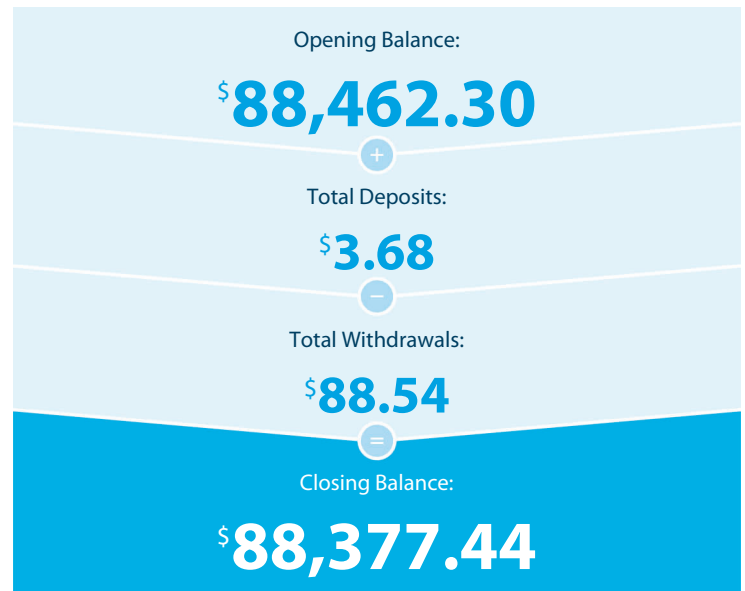 Opening Balance:
$88,462.30
+
Total Deposits:
$3.68
−
Total Withdrawals:
$88.54
=
Closing Balance:
$88,377.44